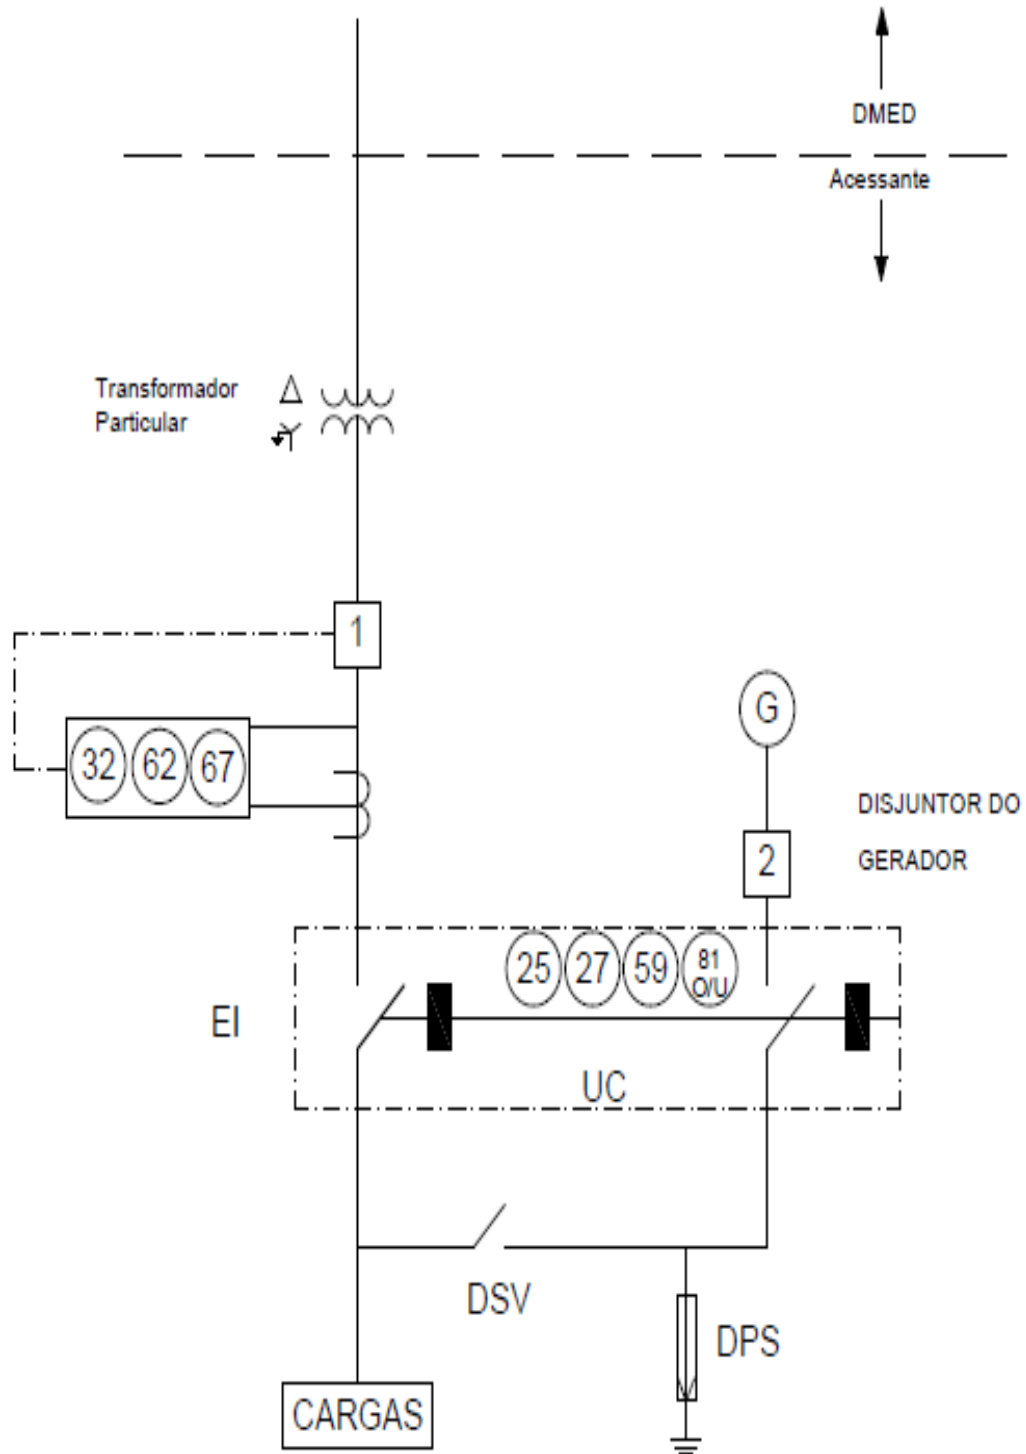 DMED
Acessante
Transformador
Particular
1
G
32 62 67
DISJUNTOR DO
GERADOR
2
25 27 59 81
O/U
EI
UC
DSV
DPS
CARGAS